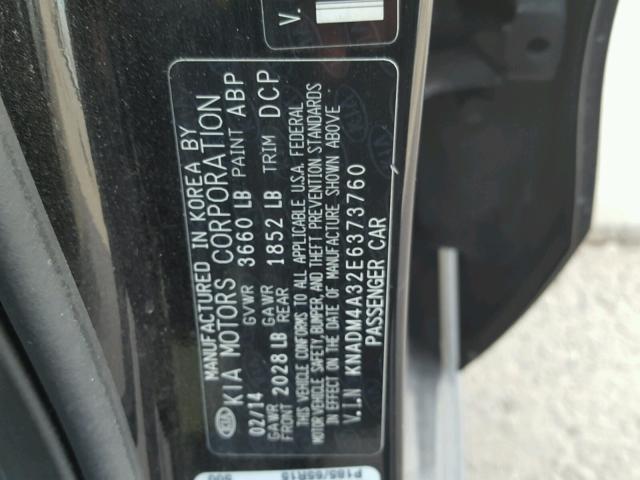 MANUFACTURED IN KOREA BY
KIA KIA MOTORS CORPORATION
02/14 GVWR 3660 LB PAINT ABP
GAWR FRONT 2028 LB GAWR REAR 1852 LB TRIM DCP
THIS VEHICLE CONFORMS TO ALL APPLICABLE U.S.A. FEDERAL
MOTOR VEHICLE SAFETY, BUMPER, AND THEFT PREVENTION STANDARDS
IN EFFECT ON THE DATE OF MANUFACTURE SHOWN ABOVE
V.I.N KNADM4A32E6373760
PASSENGER CAR
V.
P185/65R15